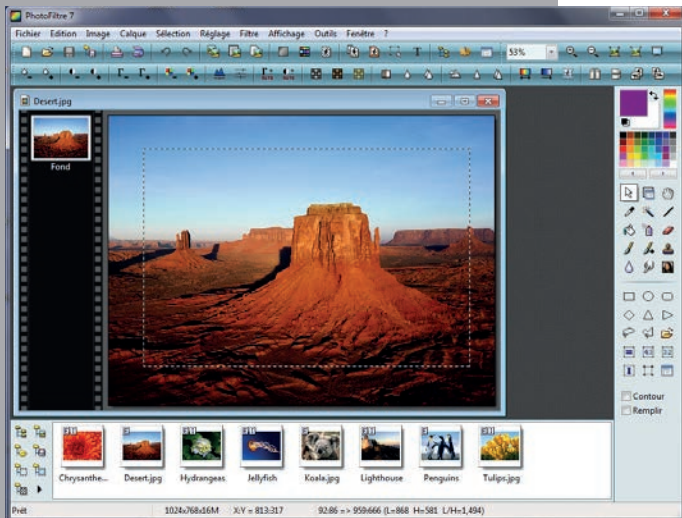 PhotoFiltre 7
Fichier Edition Image Calque Sélection Réglage Filtre Affichage Outils Fenêtre ?
53%
Desert.jpg
Fond
Contour
Remplir
Chrysanthe... Desert.jpg Hydrangeas Jellyfish Koala.jpg Lighthouse Penguins Tulips.jpg
Prêt 1024x768x16M X:Y = 813:317 92:86 => 959:666 (L=868 H=581 L/H=1,494)